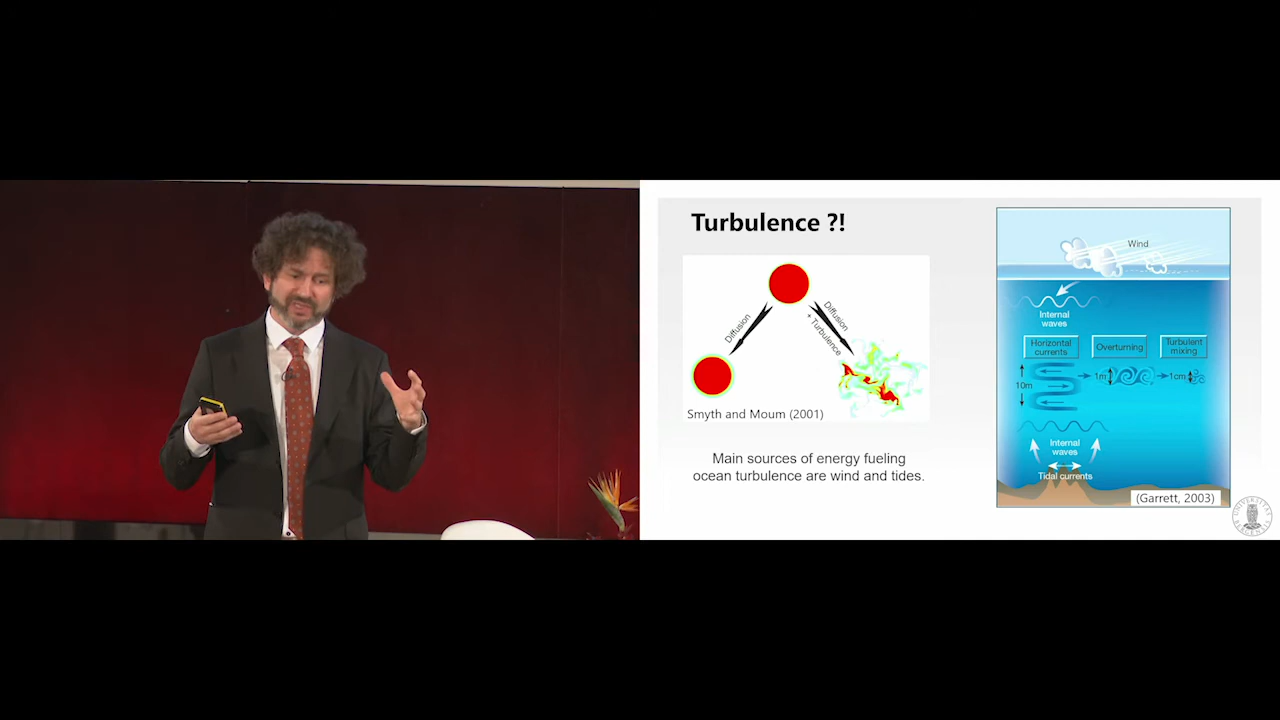 Turbulence ?!
Diffusion
Diffusion
+ Turbulence
Smyth and Moum (2001)
Main sources of energy fueling
ocean turbulence are wind and tides.
Wind
Internal
waves
Horizontal
currents
Overturning
Turbulent
mixing
10m
1m
1cm
Internal
waves
Tidal currents
(Garrett, 2003)